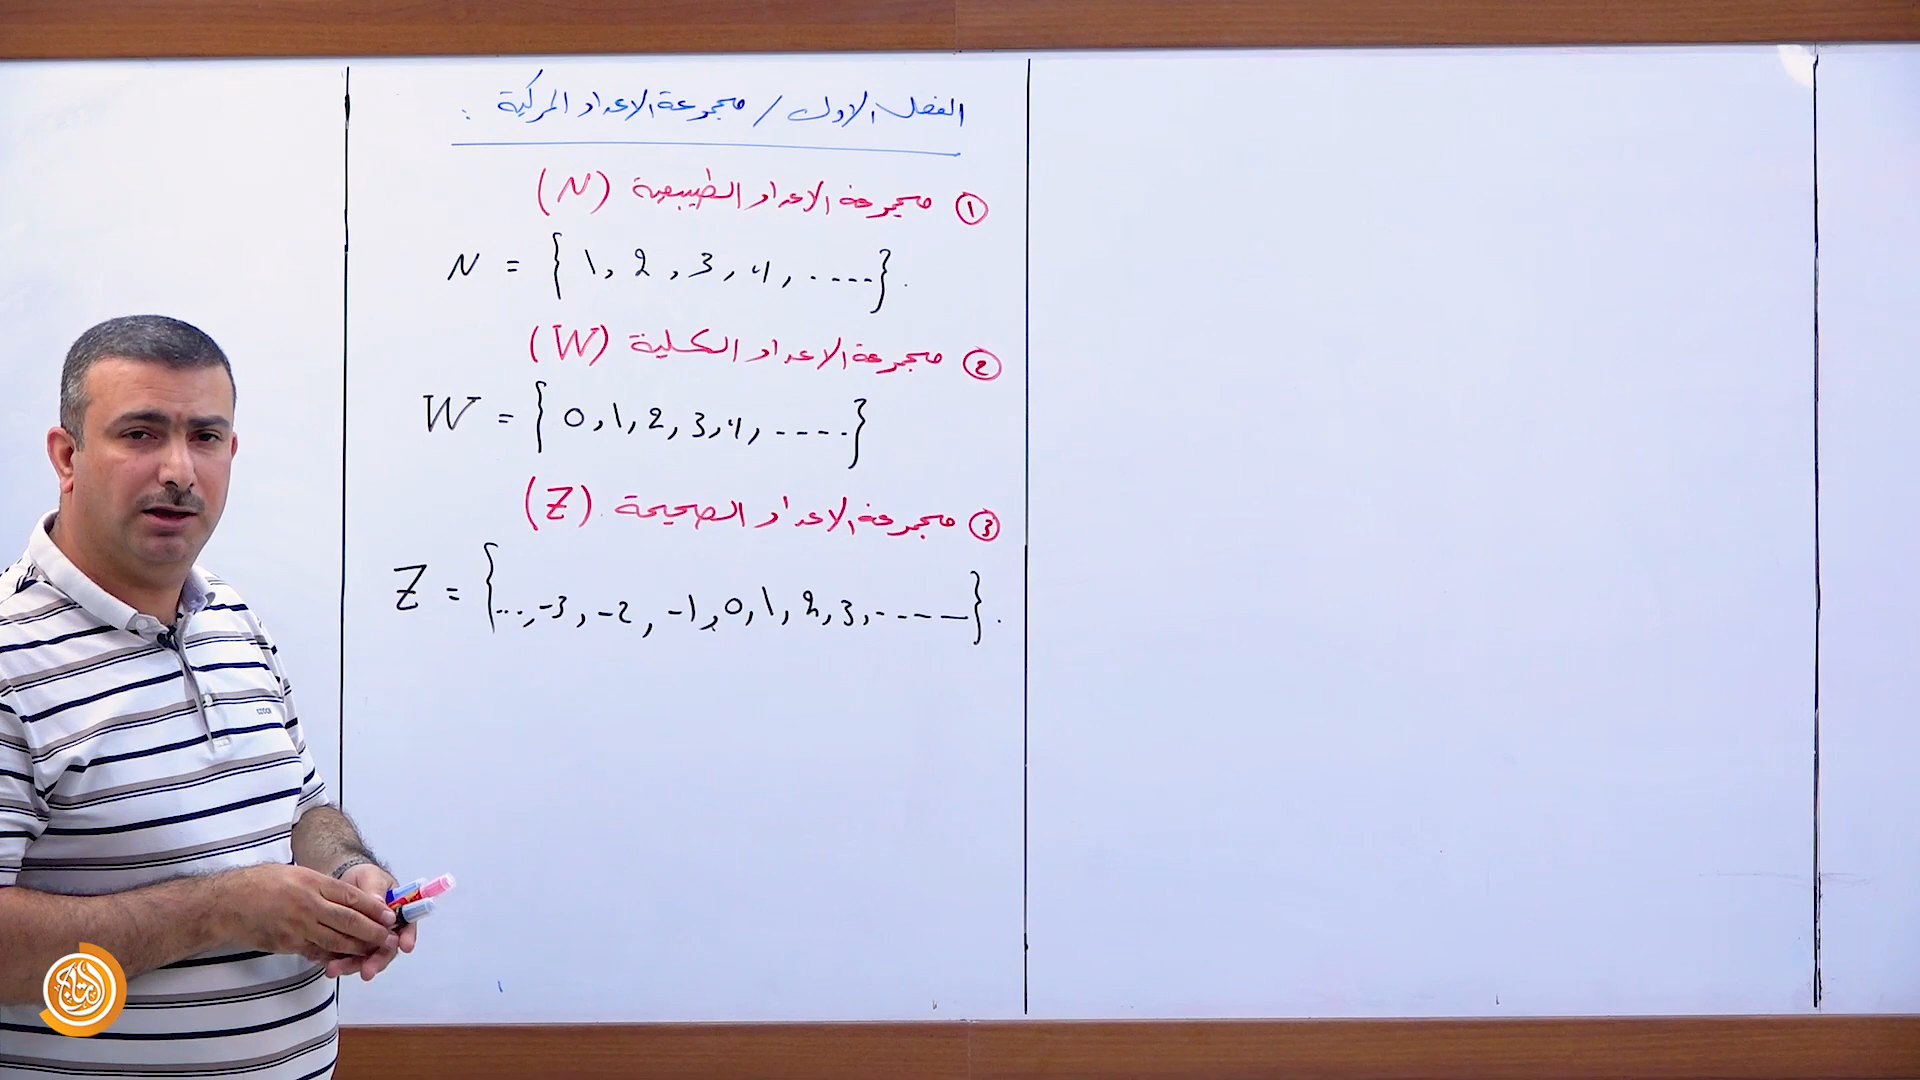 الفصل الاول / مجموعة الاعداد المركبة :
① مجموعة الاعداد الطبيعية (N)
N = { 1, 2, 3, 4, ..... } .
② مجموعة الاعداد الكلية (W)
W = { 0, 1, 2, 3, 4, ---- }
③ مجموعة الاعداد الصحيحة (Z)
Z = { ..., -3, -2, -1, 0, 1, 2, 3, ----- } .